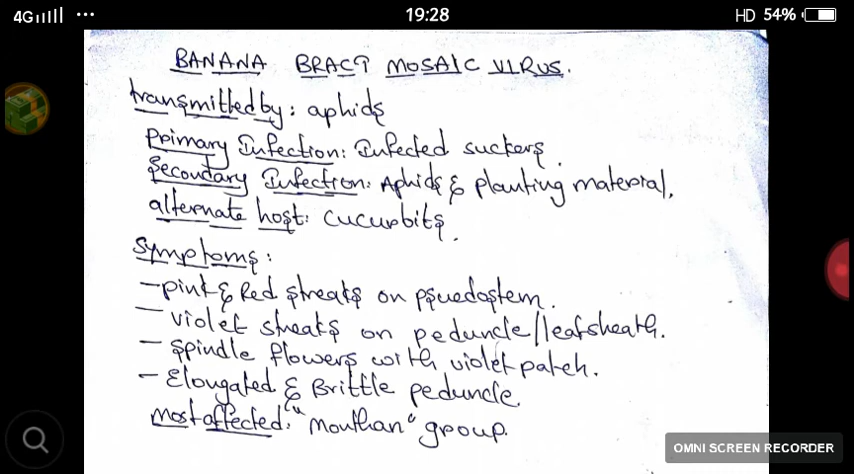 4G 19:28 HD 54%
BANANA BRACT MOSAIC VIRUS.
transmitted by: aphids
Primary Infection: Infected suckers.
Secondary Infection: Aphids & planting material.
alternate host: cucurbits.
Symptoms:
- pink & Red streaks on psuedostem.
- violet streaks on peduncle/leafsheath.
- Spindle flowers with violet patch.
- Elongated & Brittle peduncle.
most affected: "Mouthan" group.
OMNI SCREEN RECORDER